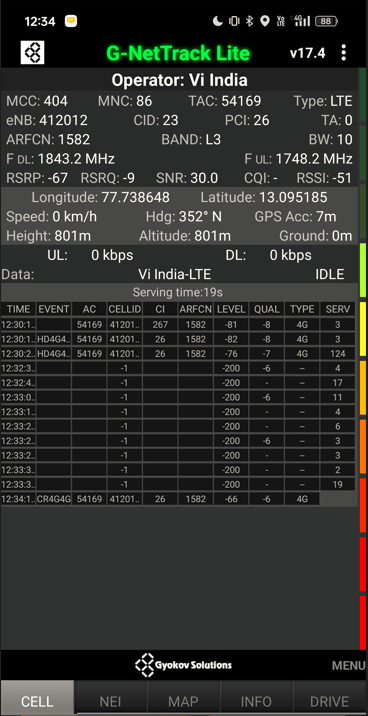 12:34
4G
88
G-NetTrack Lite v17.4
Operator: Vi India
MCC: 404 MNC: 86 TAC: 54169 Type: LTE
eNB: 412012 CID: 23 PCI: 26 TA: 0
ARFCN: 1582 BAND: L3 BW: 10
F DL: 1843.2 MHz F UL: 1748.2 MHz
RSRP: -67 RSRQ: -9 SNR: 30.0 CQI: - RSSI: -51
Longitude: 77.738648 Latitude: 13.095185
Speed: 0 km/h Hdg: 352° N GPS Acc: 7m
Height: 801m Altitude: 801m Ground: 0m
UL: 0 kbps DL: 0 kbps
Data: Vi India-LTE IDLE
Serving time:19s
TIME EVENT AC CELLID CI ARFCN LEVEL QUAL TYPE SERV
12:30:1.. 54169 41201.. 267 1582 -81 -8 4G 3
12:30:1.. HD4G4.. 54169 41201.. 26 1582 -82 -8 4G 3
12:30:2.. HD4G4.. 54169 41201.. 26 1582 -76 -7 4G 124
12:32:3.. -1 -200 -6 – 4
12:32:4.. -1 -200 - – 17
12:33:0.. -1 -200 -6 – 11
12:33:1.. -1 -200 - – 4
12:33:2.. -1 -200 - – 6
12:33:2.. -1 -200 -6 – 3
12:33:2.. -1 -200 - – 3
12:33:3.. -1 -200 - – 2
12:33:3.. -1 -200 - – 19
12:34:1.. CR4G4G 54169 41201.. 26 1582 -66 -6 4G
Gyokov Solutions
MENU
CELL NEI MAP INFO DRIVE